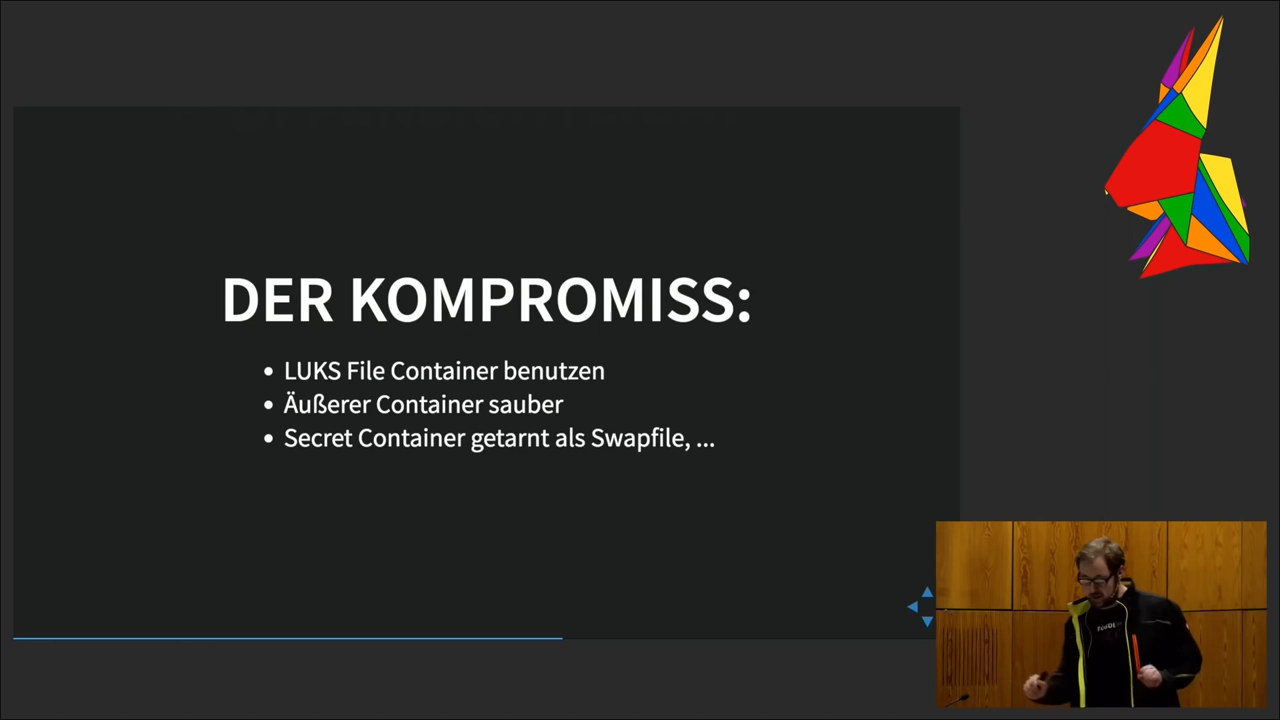 DER KOMPROMISS:
• LUKS File Container benutzen
• Äußerer Container sauber
• Secret Container getarnt als Swapfile, ...